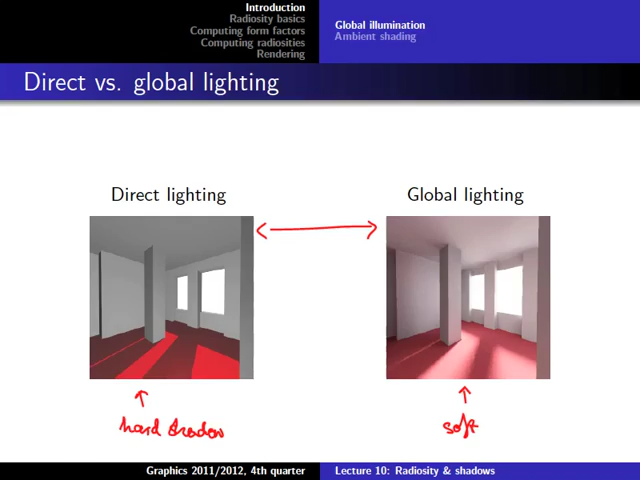 Introduction
Radiosity basics
Computing form factors
Computing radiosities
Rendering
Global illumination
Ambient shading
Direct vs. global lighting
Direct lighting
Global lighting
hard shadow
soft
Graphics 2011/2012, 4th quarter
Lecture 10: Radiosity & shadows